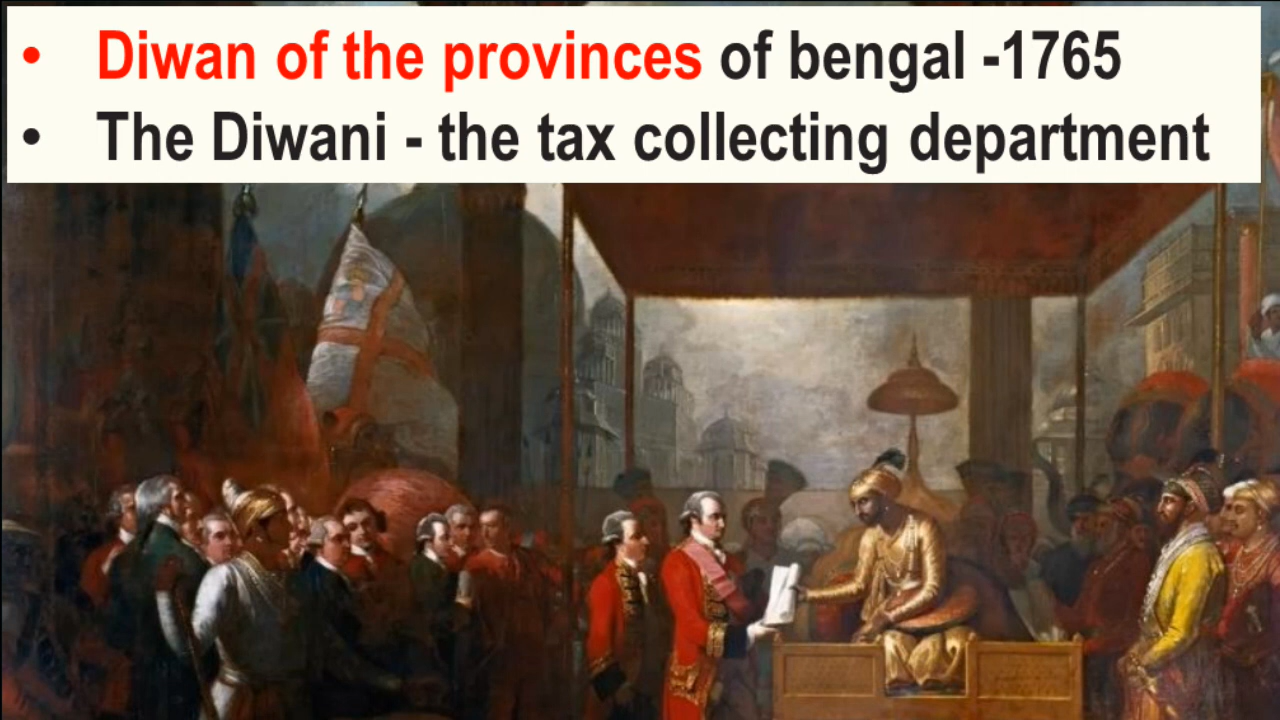 • Diwan of the provinces of bengal -1765
• The Diwani - the tax collecting department